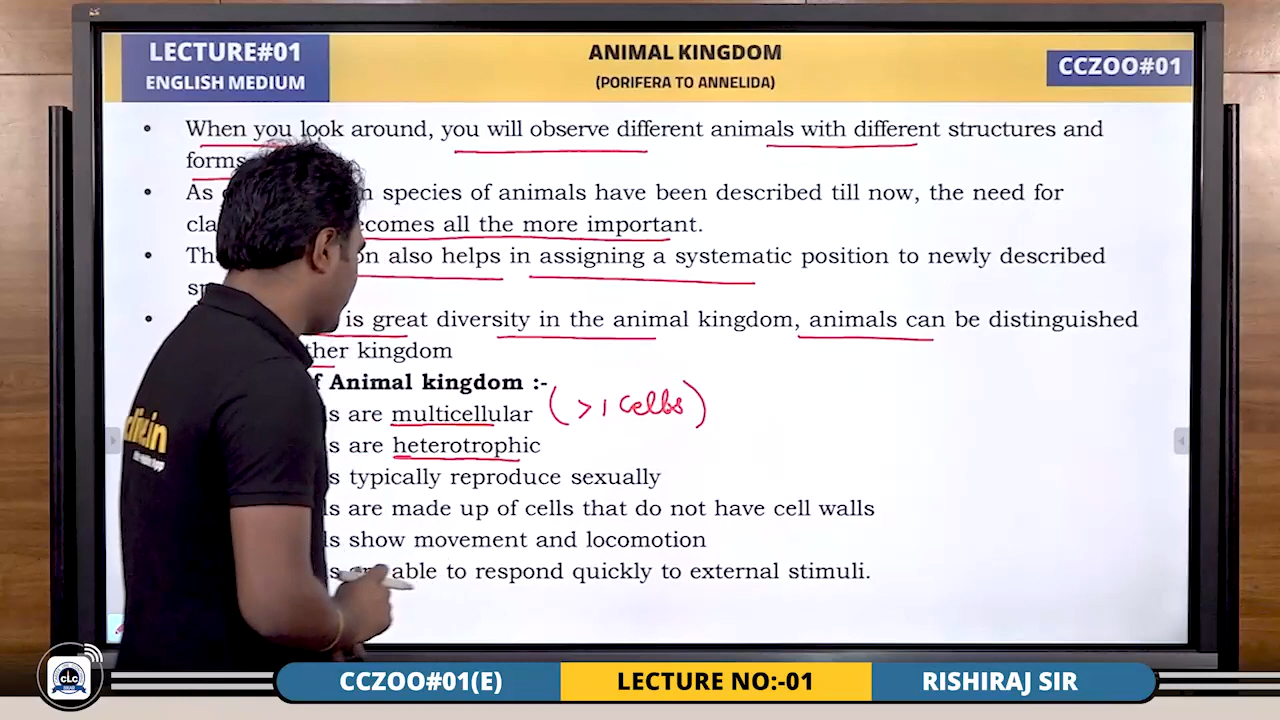 LECTURE#01
ENGLISH MEDIUM
ANIMAL KINGDOM
(PORIFERA TO ANNELIDA)
CCZOO#01
• When you look around, you will observe different animals with different structures and
forms
• As species of animals have been described till now, the need for
becomes all the more important.
• also helps in assigning a systematic position to newly described
• is great diversity in the animal kingdom, animals can be distinguished
kingdom
Animal kingdom :-
are multicellular (>1 cells)
are heterotrophic
typically reproduce sexually
are made up of cells that do not have cell walls
show movement and locomotion
are able to respond quickly to external stimuli.
CLC
CCZOO#01(E)
LECTURE NO:-01
RISHIRAJ SIR